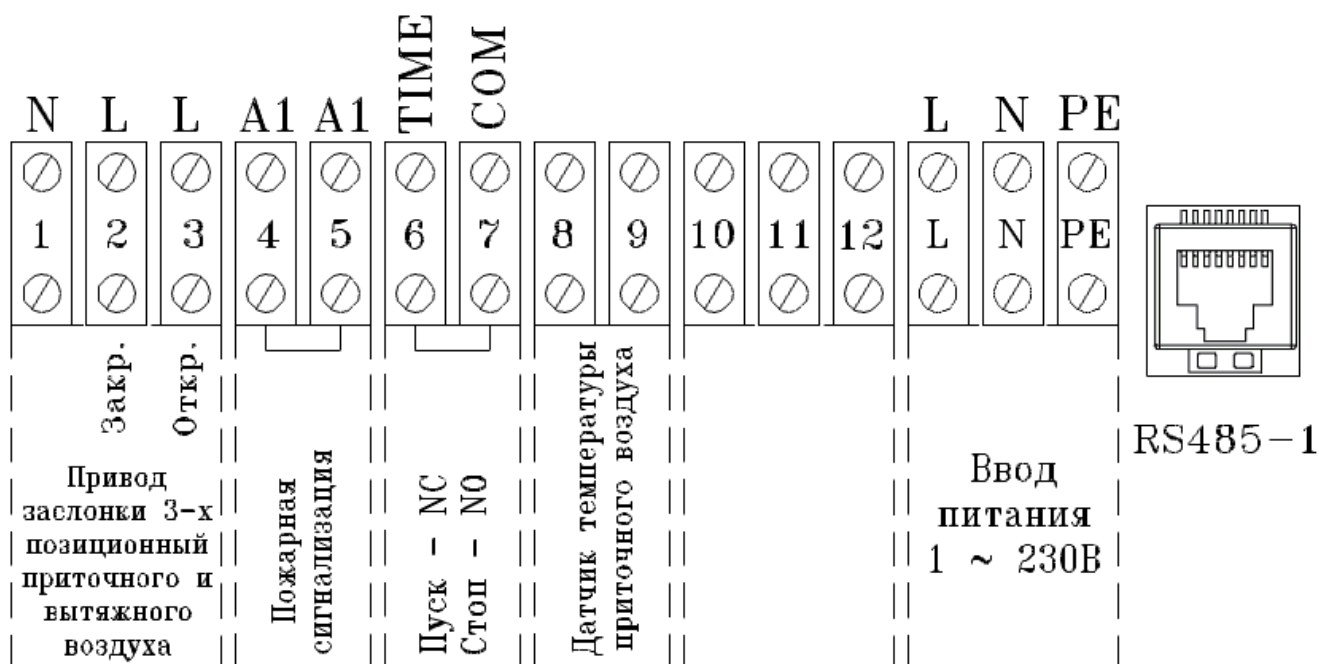 N L L A1 A1 TIME COM L N PE
1 2 3 4 5 6 7 8 9 10 11 12 L N PE
Закр.
Откр.
Привод
заслонки 3-х
позиционный
приточного и
вытяжного
воздуха
Пожарная
сигнализация
Пуск - NC
Стоп - NO
Датчик температуры
приточного воздуха
Ввод
питания
1 ~ 230В
RS485-1